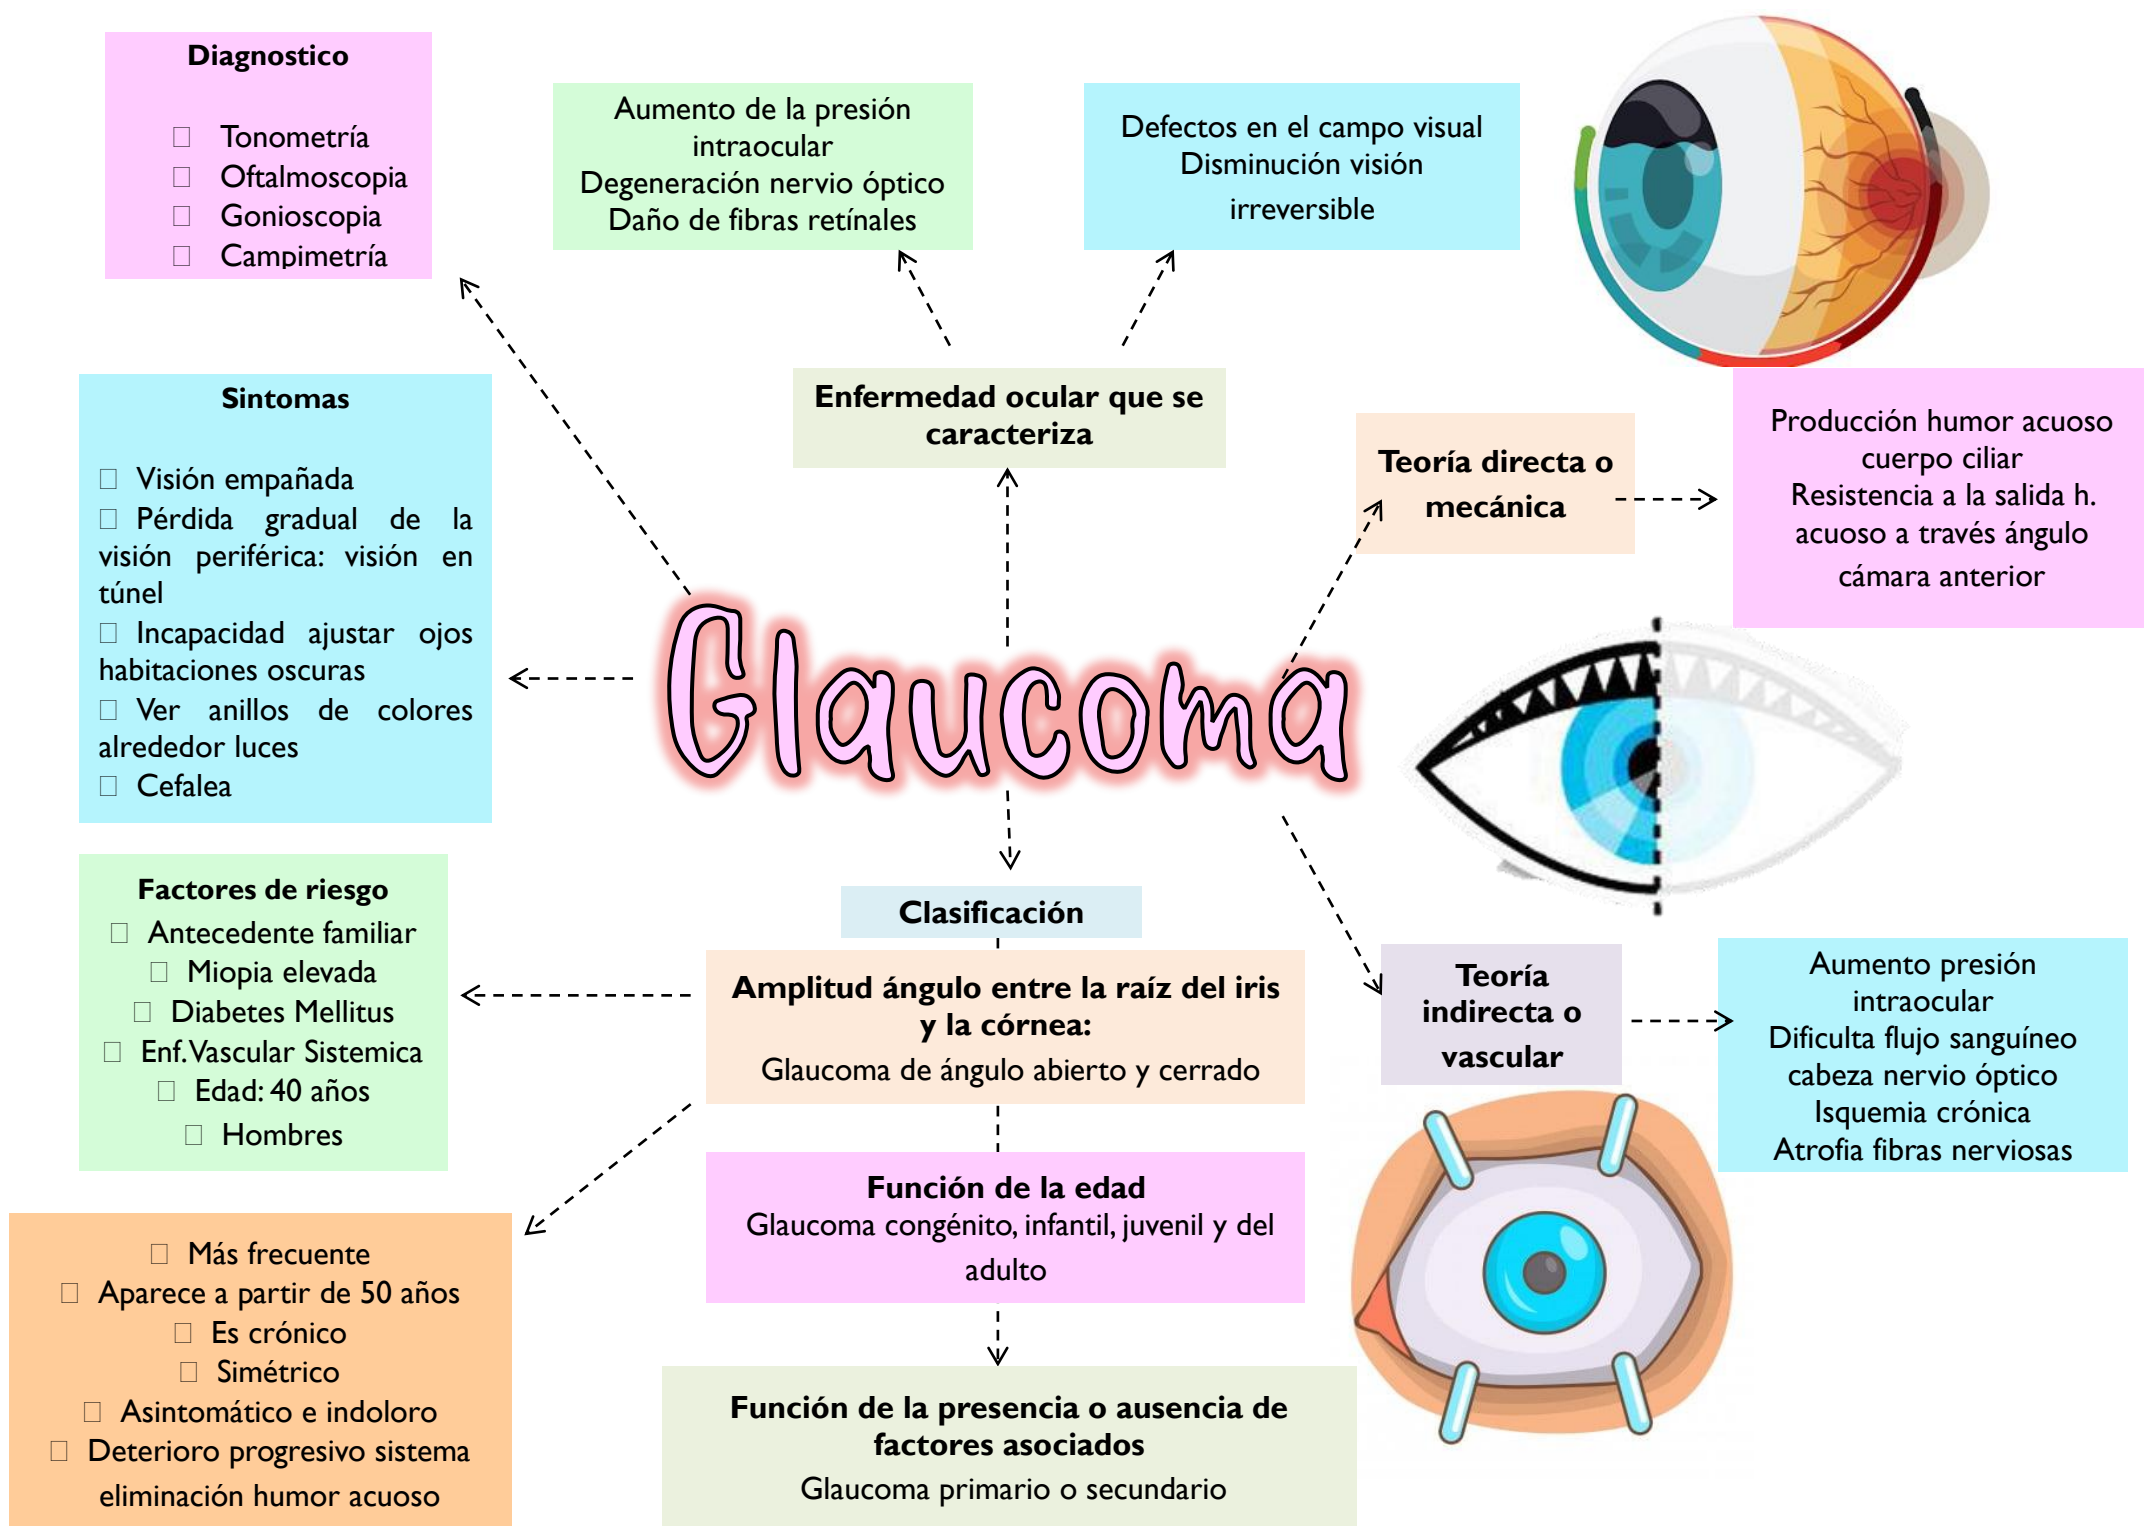 Diagnostico
Tonometría
Oftalmoscopia
Gonioscopia
Campimetría
Aumento de la presión
intraocular
Degeneración nervio óptico
Daño de fibras retínales
Defectos en el campo visual
Disminución visión
irreversible
Sintomas
Visión empañada
Pérdida gradual de la
visión periférica: visión en
túnel
Incapacidad ajustar ojos
habitaciones oscuras
Ver anillos de colores
alrededor luces
Cefalea
Enfermedad ocular que se
caracteriza
Teoría directa o
mecánica
Producción humor acuoso
cuerpo ciliar
Resistencia a la salida h.
acuoso a través ángulo
cámara anterior
Glaucoma
Factores de riesgo
Antecedente familiar
Miopia elevada
Diabetes Mellitus
Enf. Vascular Sistemica
Edad: 40 años
Hombres
Clasificación
Amplitud ángulo entre la raíz del iris
y la córnea:
Glaucoma de ángulo abierto y cerrado
Teoría
indirecta o
vascular
Aumento presión
intraocular
Dificulta flujo sanguíneo
cabeza nervio óptico
Isquemia crónica
Atrofia fibras nerviosas
Función de la edad
Glaucoma congénito, infantil, juvenil y del
adulto
Más frecuente
Aparece a partir de 50 años
Es crónico
Simétrico
Asintomático e indoloro
Deterioro progresivo sistema
eliminación humor acuoso
Función de la presencia o ausencia de
factores asociados
Glaucoma primario o secundario